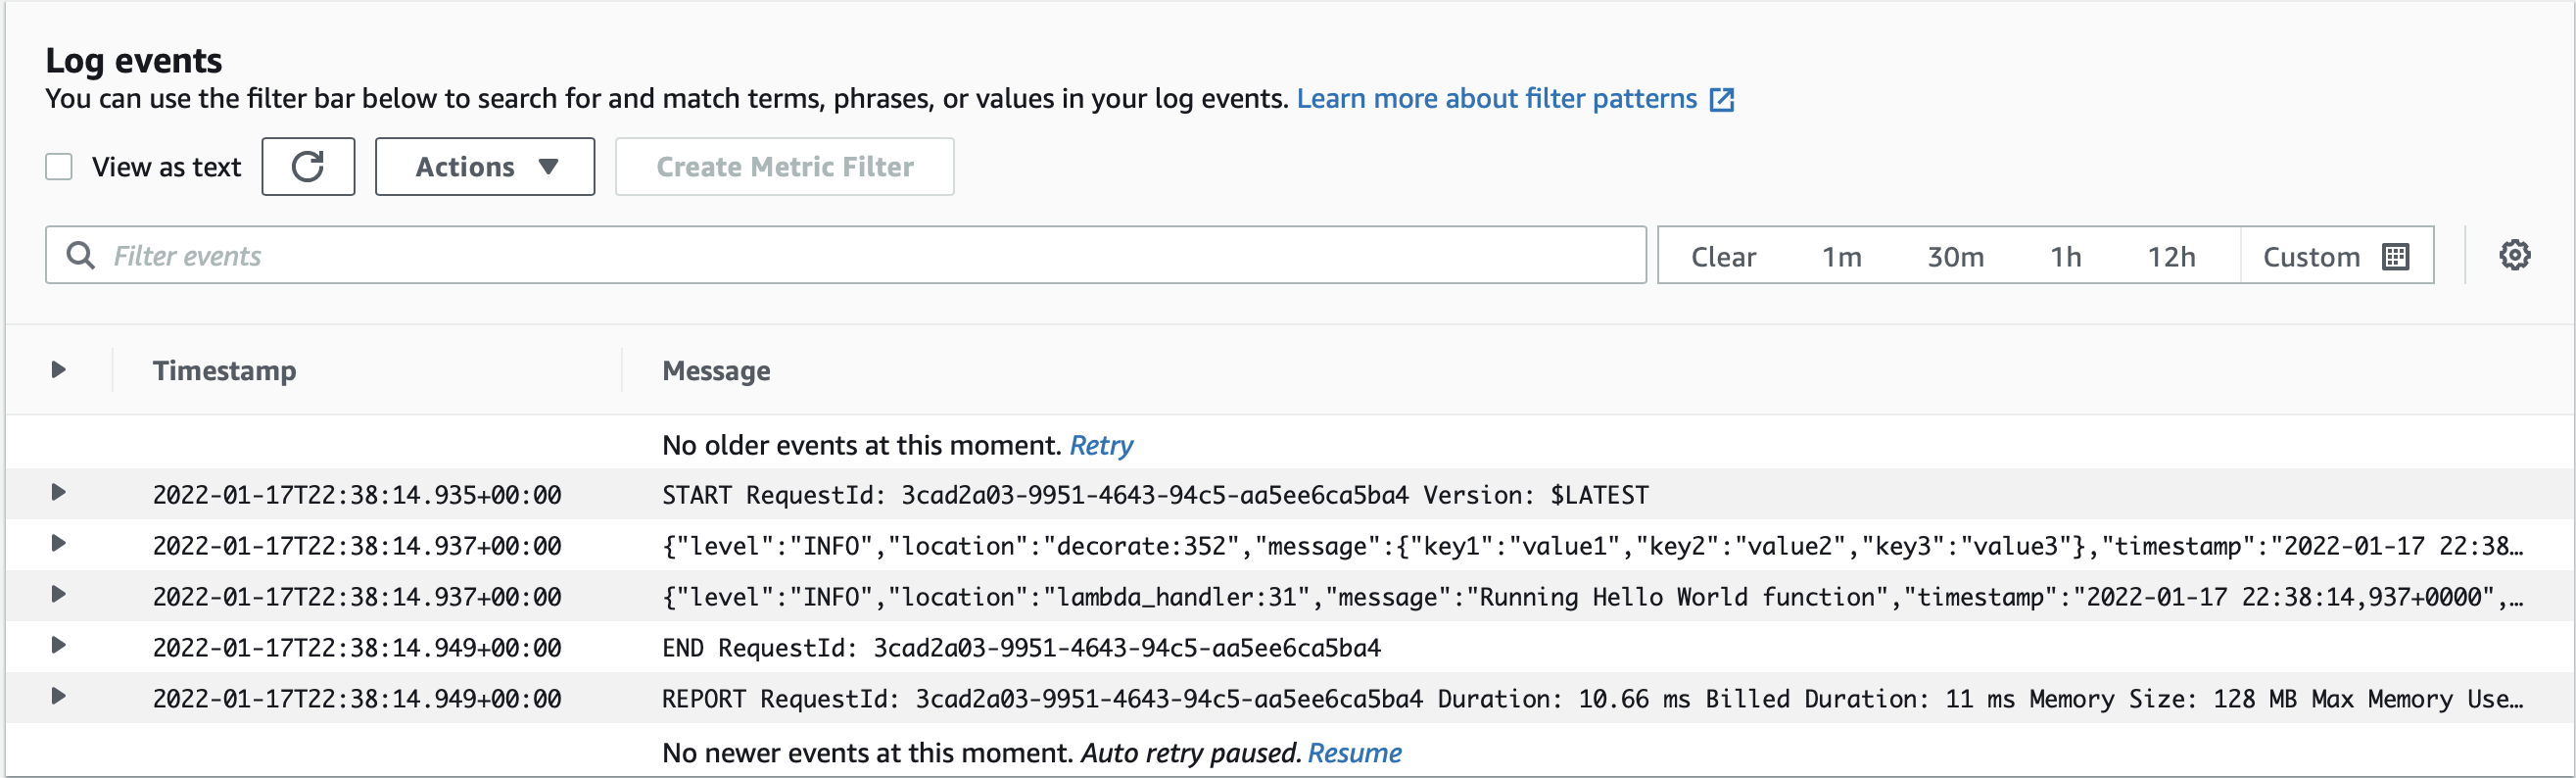 Log events
You can use the filter bar below to search for and match terms, phrases, or values in your log events. Learn more about filter patterns
View as text Actions Create Metric Filter
Filter events Clear 1m 30m 1h 12h Custom
Timestamp Message
No older events at this moment. Retry
2022-01-17T22:38:14.935+00:00 START RequestId: 3cad2a03-9951-4643-94c5-aa5ee6ca5ba4 Version: $LATEST
2022-01-17T22:38:14.937+00:00 {"level":"INFO","location":"decorate:352","message":{"key1":"value1","key2":"value2","key3":"value3"},"timestamp":"2022-01-17 22:38…
2022-01-17T22:38:14.937+00:00 {"level":"INFO","location":"lambda_handler:31","message":"Running Hello World function","timestamp":"2022-01-17 22:38:14,937+0000",…
2022-01-17T22:38:14.949+00:00 END RequestId: 3cad2a03-9951-4643-94c5-aa5ee6ca5ba4
2022-01-17T22:38:14.949+00:00 REPORT RequestId: 3cad2a03-9951-4643-94c5-aa5ee6ca5ba4 Duration: 10.66 ms Billed Duration: 11 ms Memory Size: 128 MB Max Memory Use…
No newer events at this moment. Auto retry paused. Resume